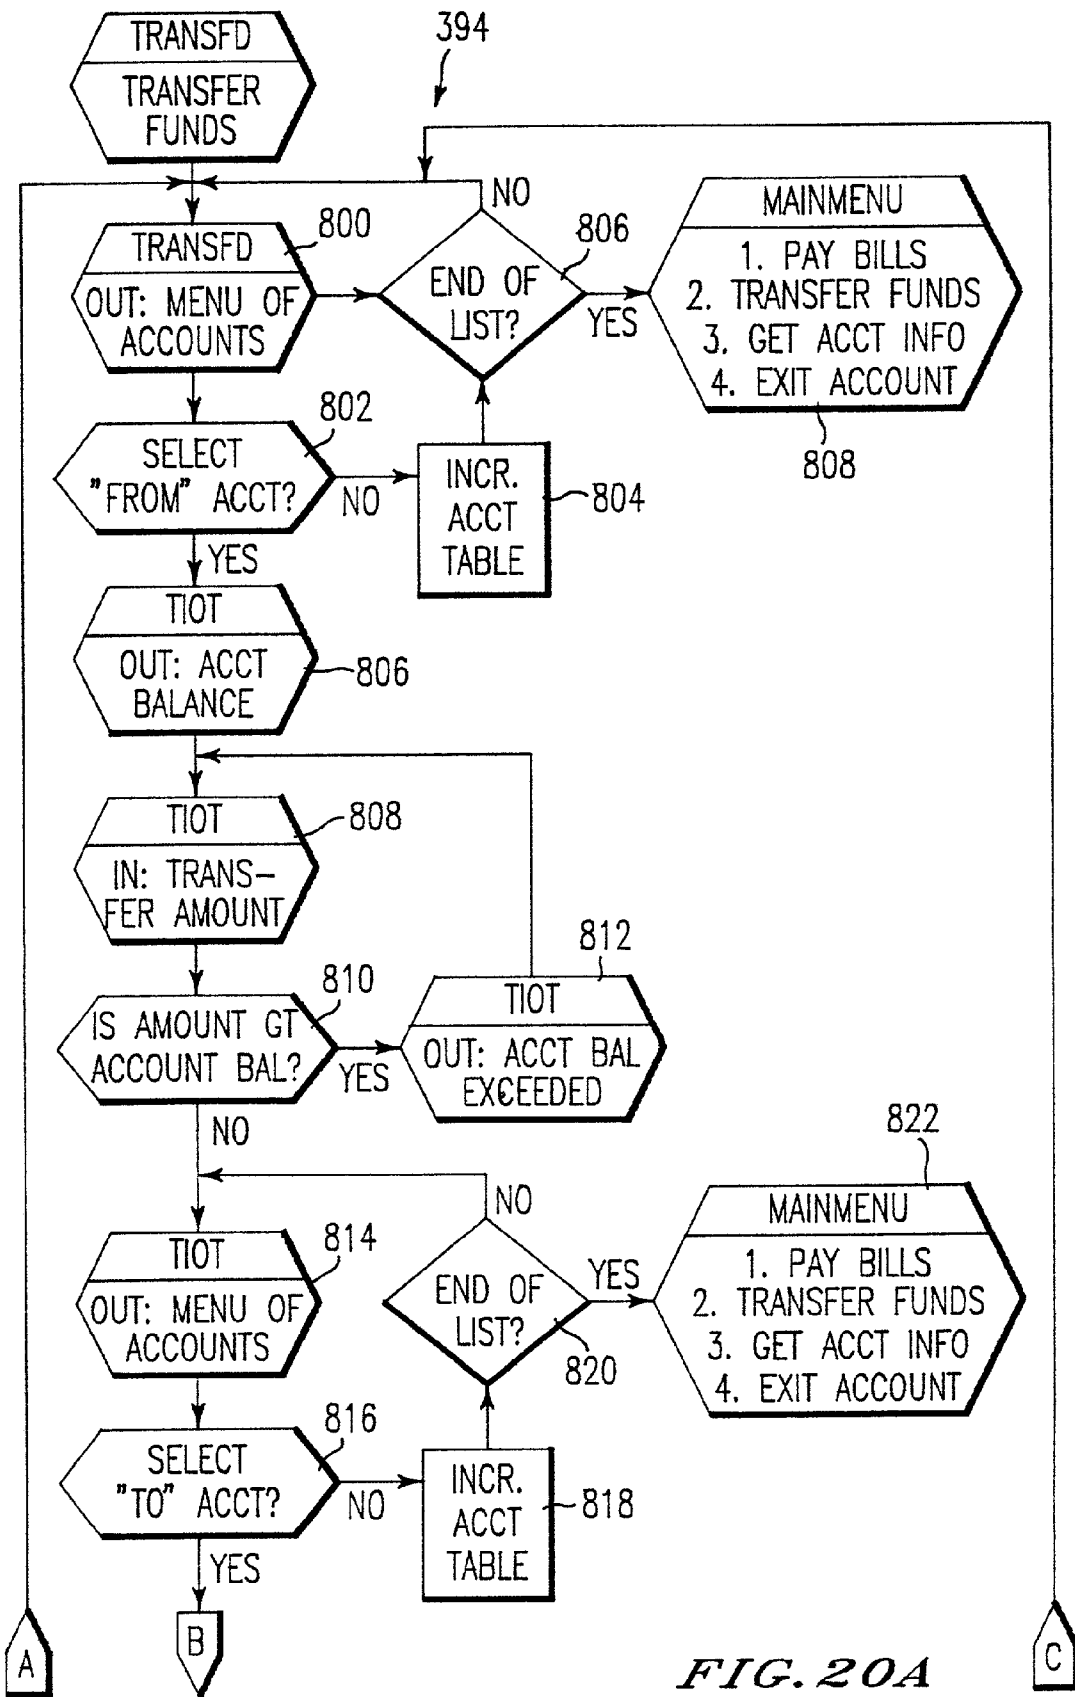 TRANSFD
TRANSFER
FUNDS
394
TRANSFD
OUT: MENU OF
ACCOUNTS
800
NO
END OF
LIST?
806
YES
MAINMENU
1. PAY BILLS
2. TRANSFER FUNDS
3. GET ACCT INFO
4. EXIT ACCOUNT
808
SELECT
"FROM" ACCT?
802
NO
INCR.
ACCT
TABLE
804
YES
TIOT
OUT: ACCT
BALANCE
806
TIOT
IN: TRANS-
FER AMOUNT
808
IS AMOUNT GT
ACCOUNT BAL?
810
YES
TIOT
OUT: ACCT BAL
EXCEEDED
812
NO
TIOT
OUT: MENU OF
ACCOUNTS
814
NO
END OF
LIST?
820
YES
MAINMENU
1. PAY BILLS
2. TRANSFER FUNDS
3. GET ACCT INFO
4. EXIT ACCOUNT
822
SELECT
"TO" ACCT?
816
NO
INCR.
ACCT
TABLE
818
YES
A
B
C
FIG. 20A